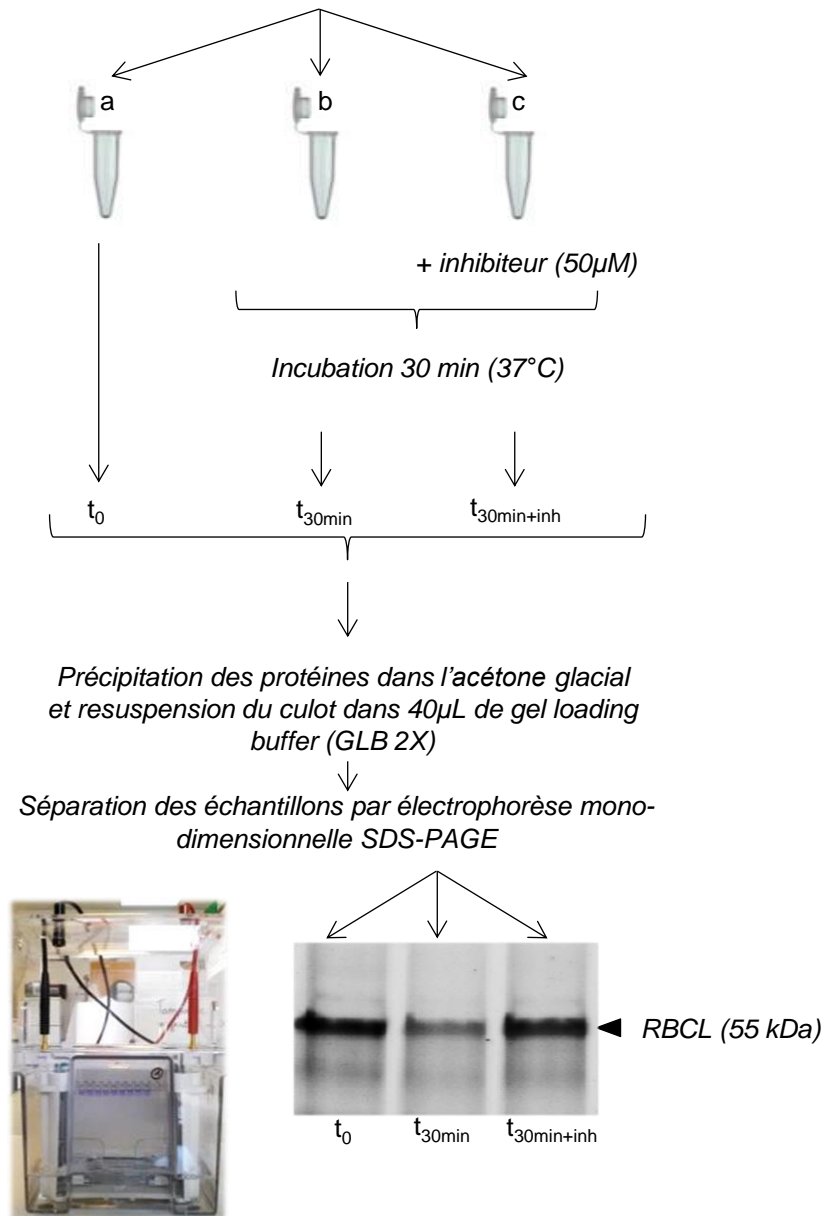 a b c
+ inhibiteur (50µM)
Incubation 30 min (37°C)
t0 t30min t30min+inh
Précipitation des protéines dans l'acétone glacial
et resuspension du culot dans 40µL de gel loading
buffer (GLB 2X)
Séparation des échantillons par électrophorèse mono-
dimensionnelle SDS-PAGE
RBCL (55 kDa)
t0 t30min t30min+inh